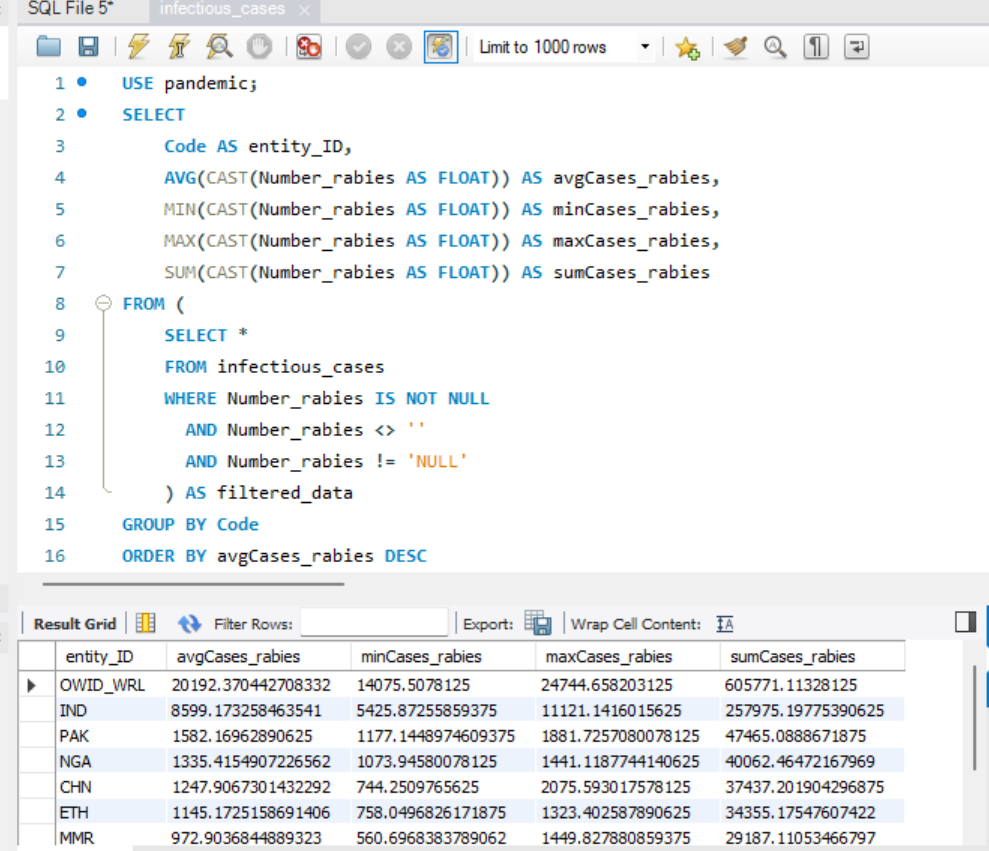 SQL File 5*
infectious_cases
Limit to 1000 rows
1 USE pandemic;
2 SELECT
3 Code AS entity_ID,
4 AVG(CAST(Number_rabies AS FLOAT)) AS avgCases_rabies,
5 MIN(CAST(Number_rabies AS FLOAT)) AS minCases_rabies,
6 MAX(CAST(Number_rabies AS FLOAT)) AS maxCases_rabies,
7 SUM(CAST(Number_rabies AS FLOAT)) AS sumCases_rabies
8 FROM (
9 SELECT *
10 FROM infectious_cases
11 WHERE Number_rabies IS NOT NULL
12 AND Number_rabies <> ''
13 AND Number_rabies != 'NULL'
14 ) AS filtered_data
15 GROUP BY Code
16 ORDER BY avgCases_rabies DESC
Result Grid Filter Rows: Export: Wrap Cell Content:
entity_ID avgCases_rabies minCases_rabies maxCases_rabies sumCases_rabies
OWID_WRL 20192.370442708332 14075.5078125 24744.658203125 605771.11328125
IND 8599.173258463541 5425.87255859375 11121.1416015625 257975.19775390625
PAK 1582.16962890625 1177.1448974609375 1881.7257080078125 47465.0888671875
NGA 1335.4154907226562 1073.94580078125 1441.1187744140625 40062.46472167969
CHN 1247.9067301432292 744.2509765625 2075.593017578125 37437.201904296875
ETH 1145.1725158691406 758.0496826171875 1323.402587890625 34355.17547607422
MMR 972.9036844889323 560.6968383789062 1449.827880859375 29187.11053466797